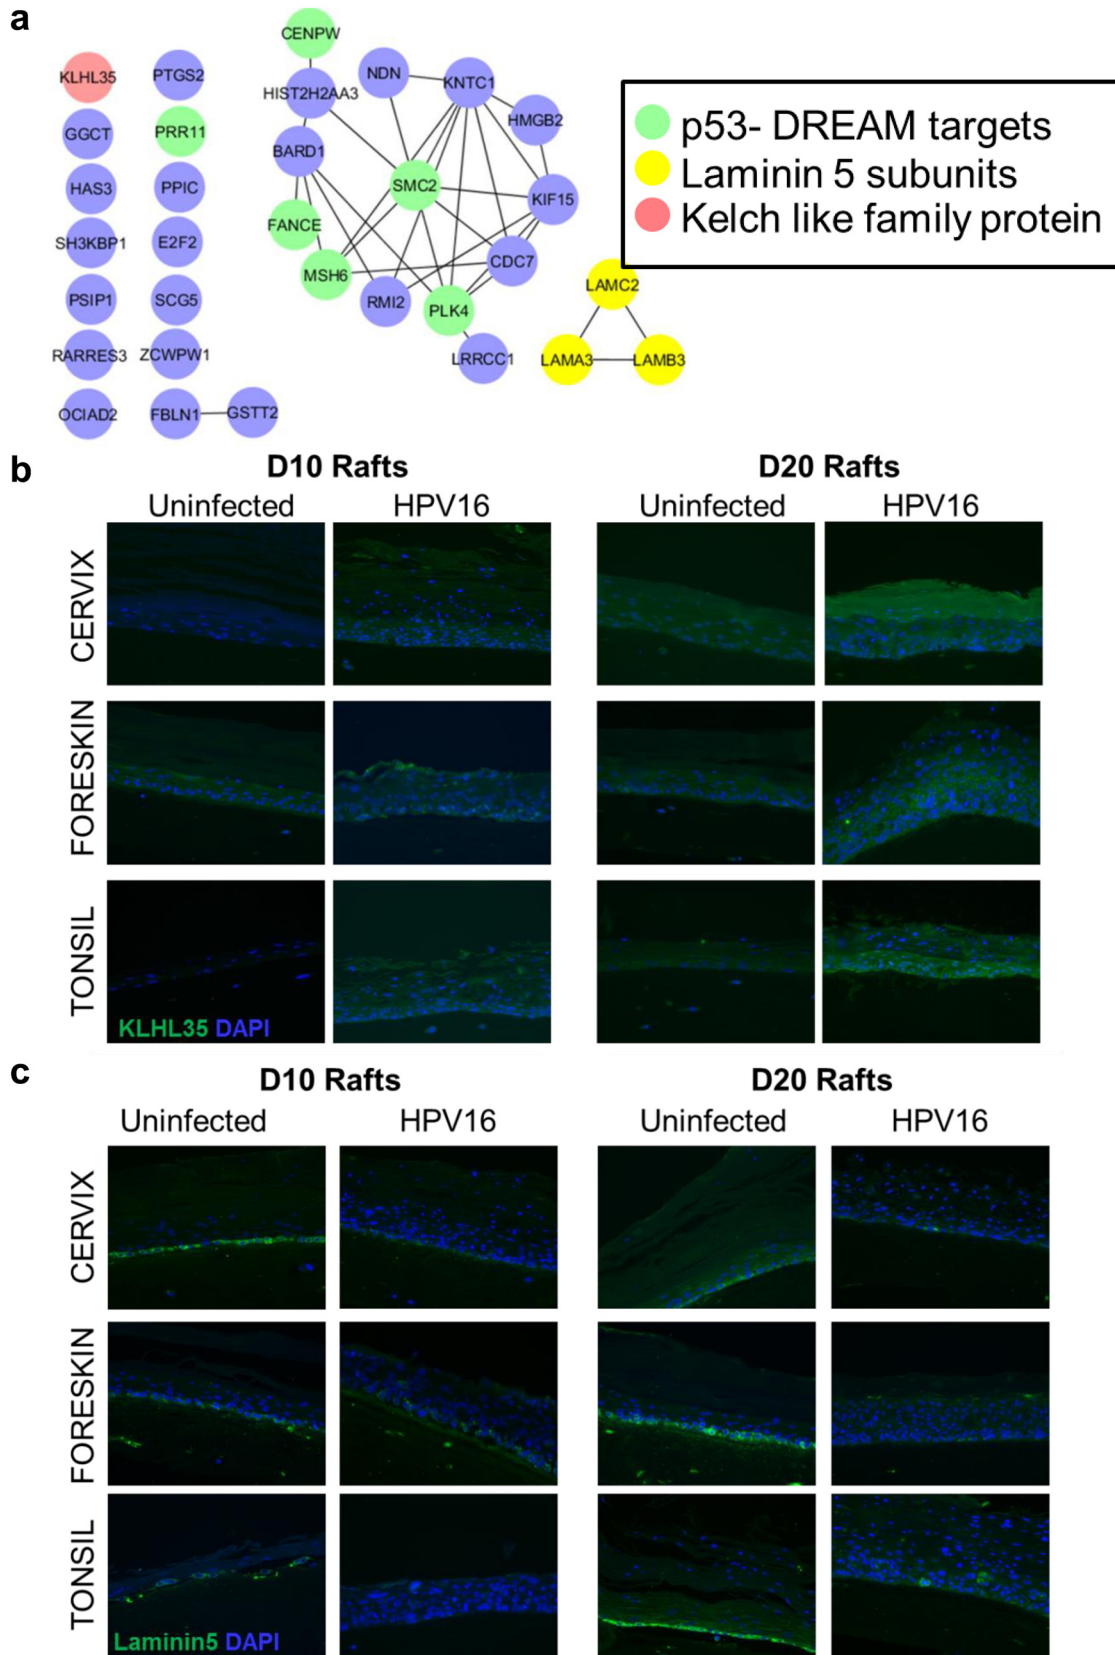 a
CENPW
KLHL35
PTGS2
HIST2H2AA3
NDN
KNTC1
GGCT
PRR11
HMGB2
BARD1
HAS3
PPIC
SMC2
KIF15
SH3KBP1
E2F2
FANCE
MSH6
CDC7
PSIP1
SCG5
RMI2
PLK4
LAMC2
RARRES3
ZCWPW1
LRRCC1
LAMA3
LAMB3
OCIAD2
FBLN1
GSTT2
p53- DREAM targets
Laminin 5 subunits
Kelch like family protein
b
D10 Rafts
D20 Rafts
Uninfected
HPV16
Uninfected
HPV16
CERVIX
FORESKIN
TONSIL
KLHL35 DAPI
c
D10 Rafts
D20 Rafts
Uninfected
HPV16
Uninfected
HPV16
CERVIX
FORESKIN
TONSIL
Laminin5 DAPI